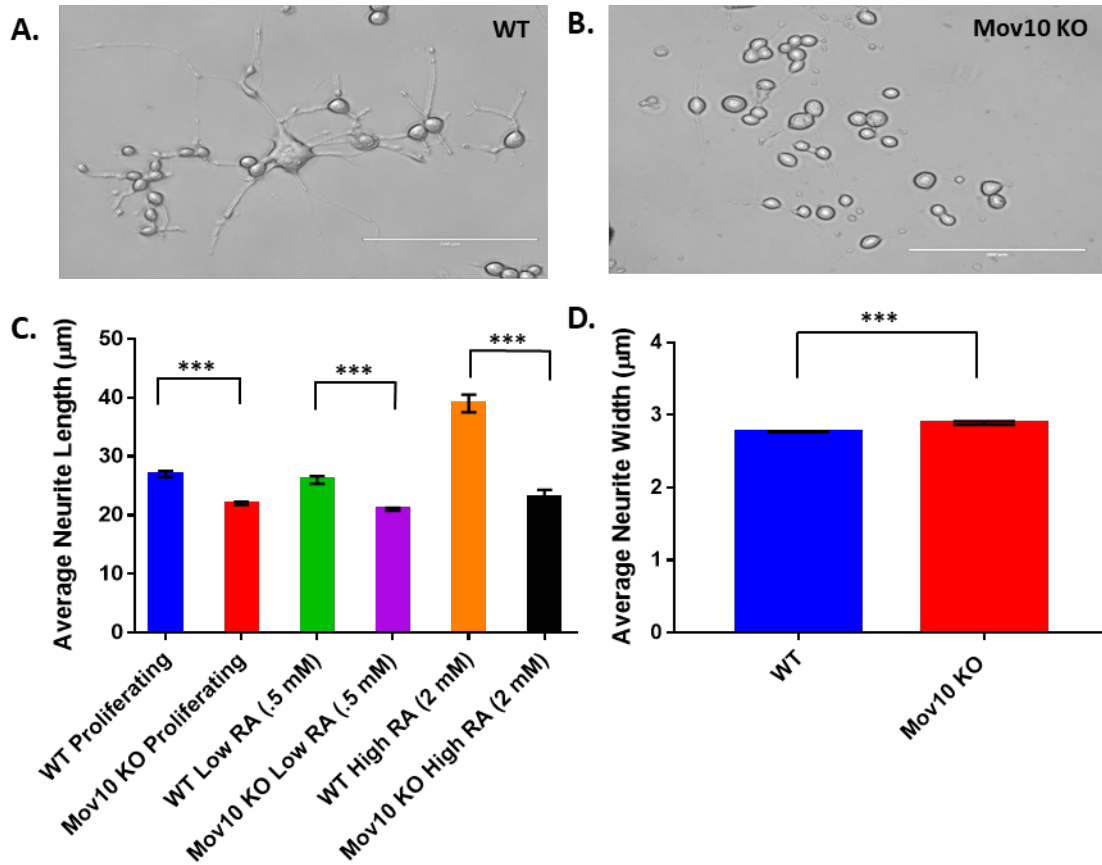 A.
WT
B.
Mov10 KO
C.
Average Neurite Length (μm)
50
40
30
20
10
0
***
***
***
WT Proliferating
Mov10 KO Proliferating
WT Low RA (.5 mM)
Mov10 KO Low RA (.5 mM)
WT High RA (2 mM)
Mov10 KO High RA (2 mM)
D.
Average Neurite Width (μm)
4
3
2
1
0
***
WT
Mov10 KO